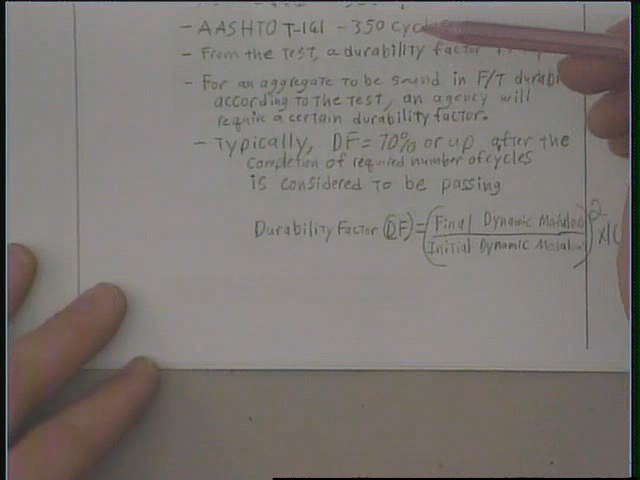 - AASHTO T-161 - 350 cycles
- From the Test, a durability factor
- For an aggregate to be sound in F/T durabi
according to the Test, an agency will
require a certain durability factor.
- Typically, DF = 70% or up after the
completion of required number of cycles
is considered to be passing
Durability Factor (DF) = (Final Dynamic Modulus / Initial Dynamic Modulus)² x10